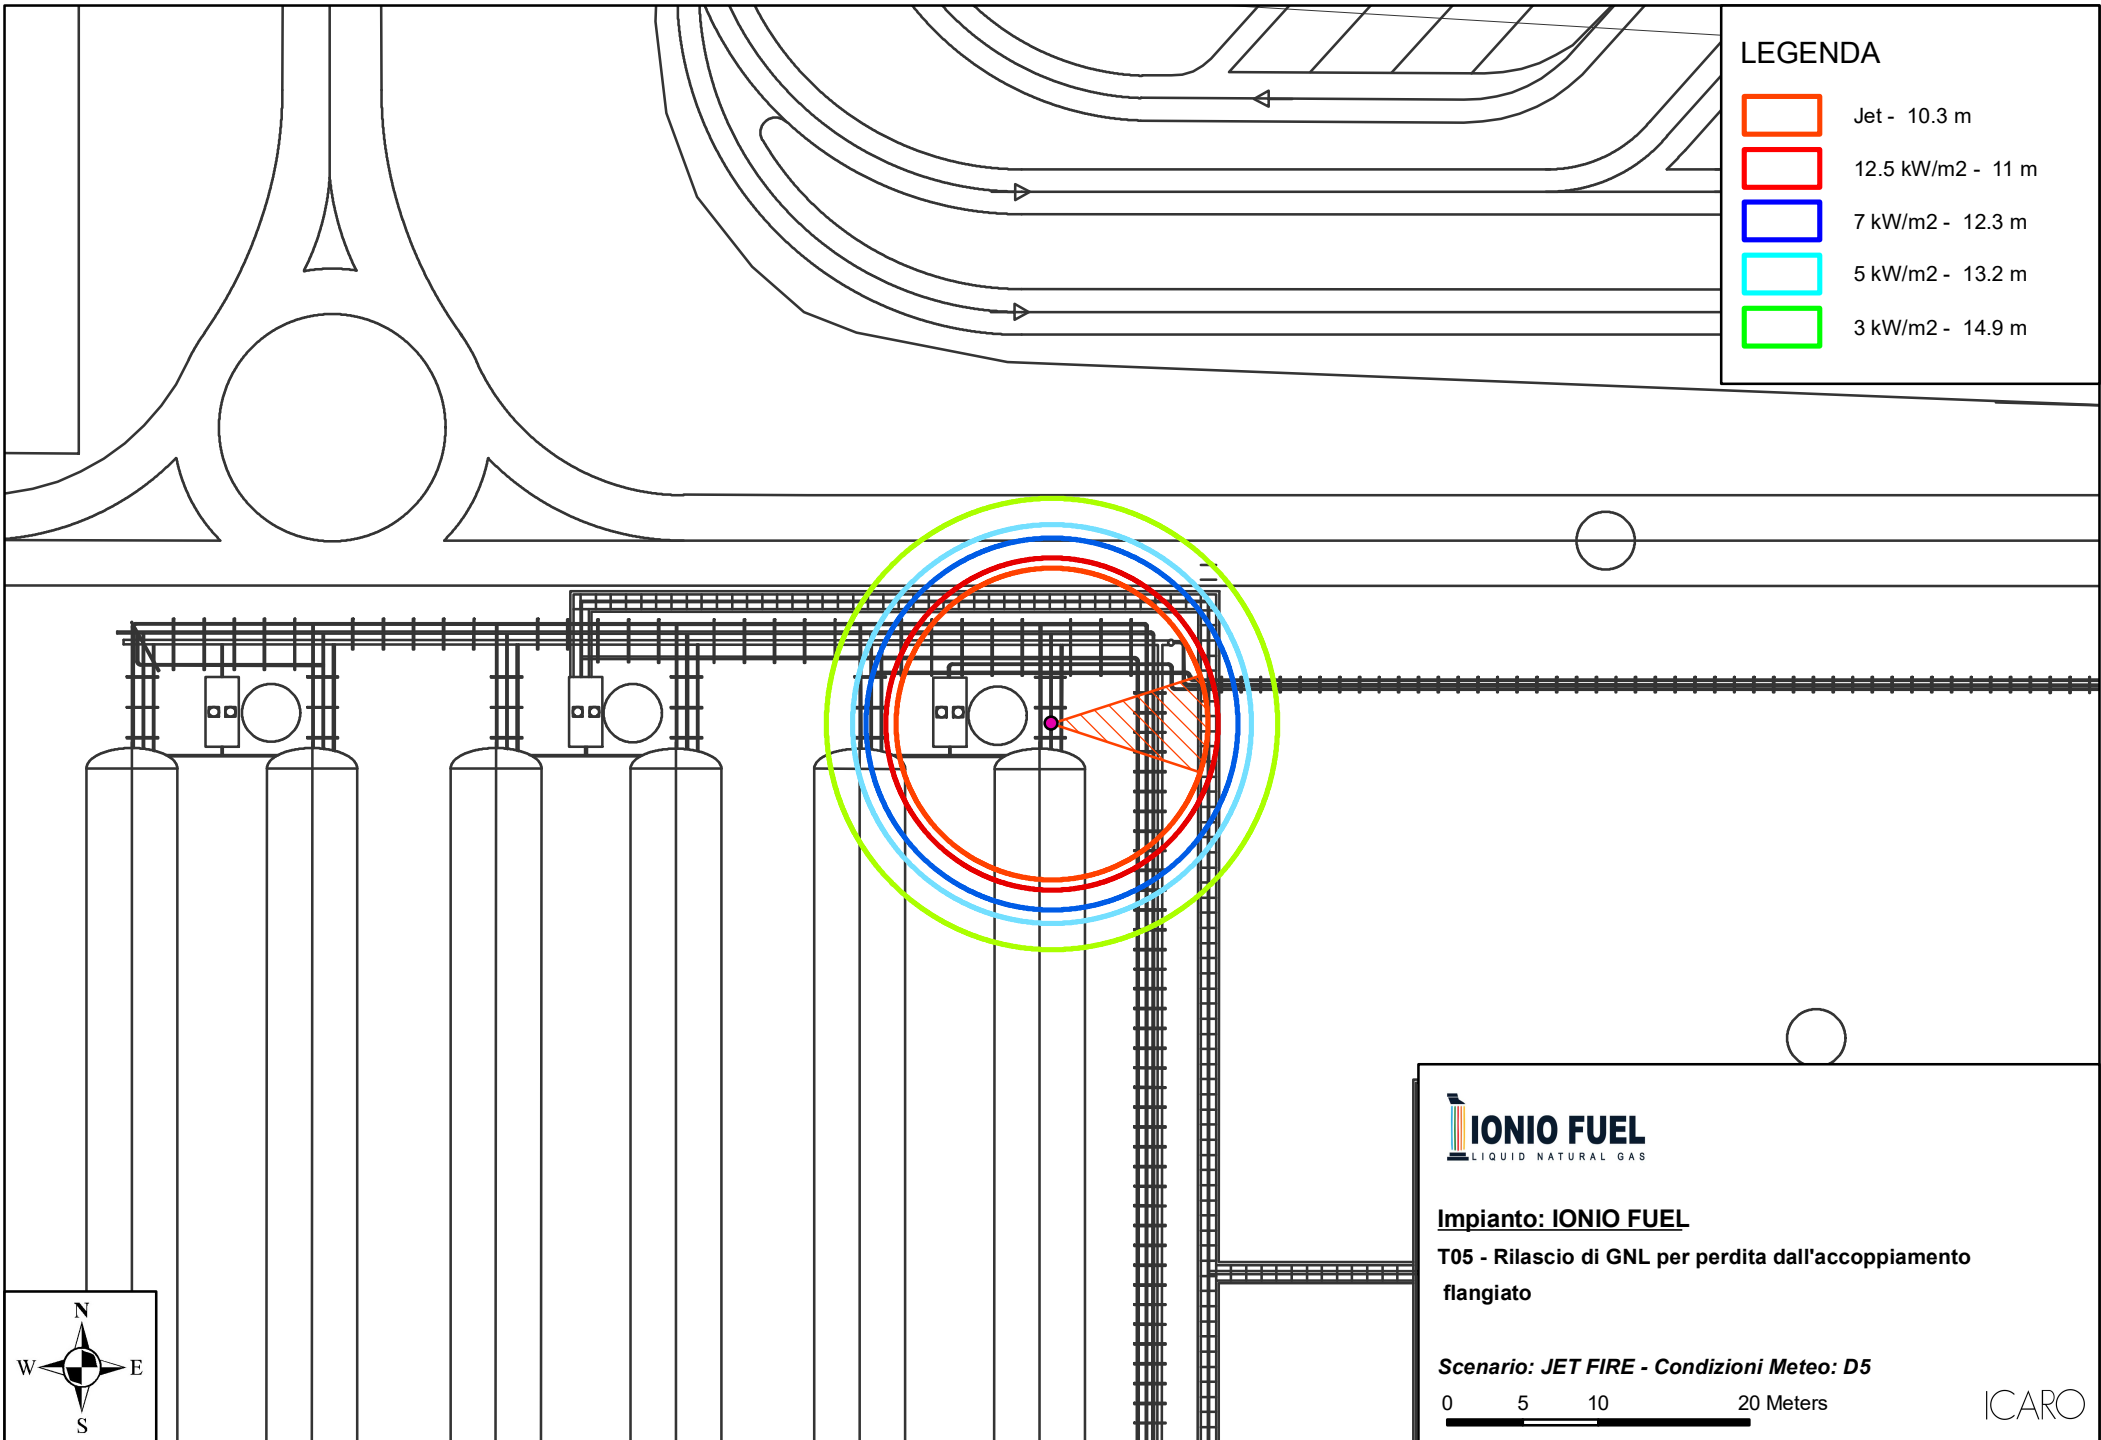 LEGENDA
Jet - 10.3 m
12.5 kW/m2 - 11 m
7 kW/m2 - 12.3 m
5 kW/m2 - 13.2 m
3 kW/m2 - 14.9 m
IONIO FUEL
LIQUID NATURAL GAS
Impianto: IONIO FUEL
T05 - Rilascio di GNL per perdita dall'accoppiamento
flangiato
Scenario: JET FIRE - Condizioni Meteo: D5
0 5 10 20 Meters
ICARO
N
W E
S